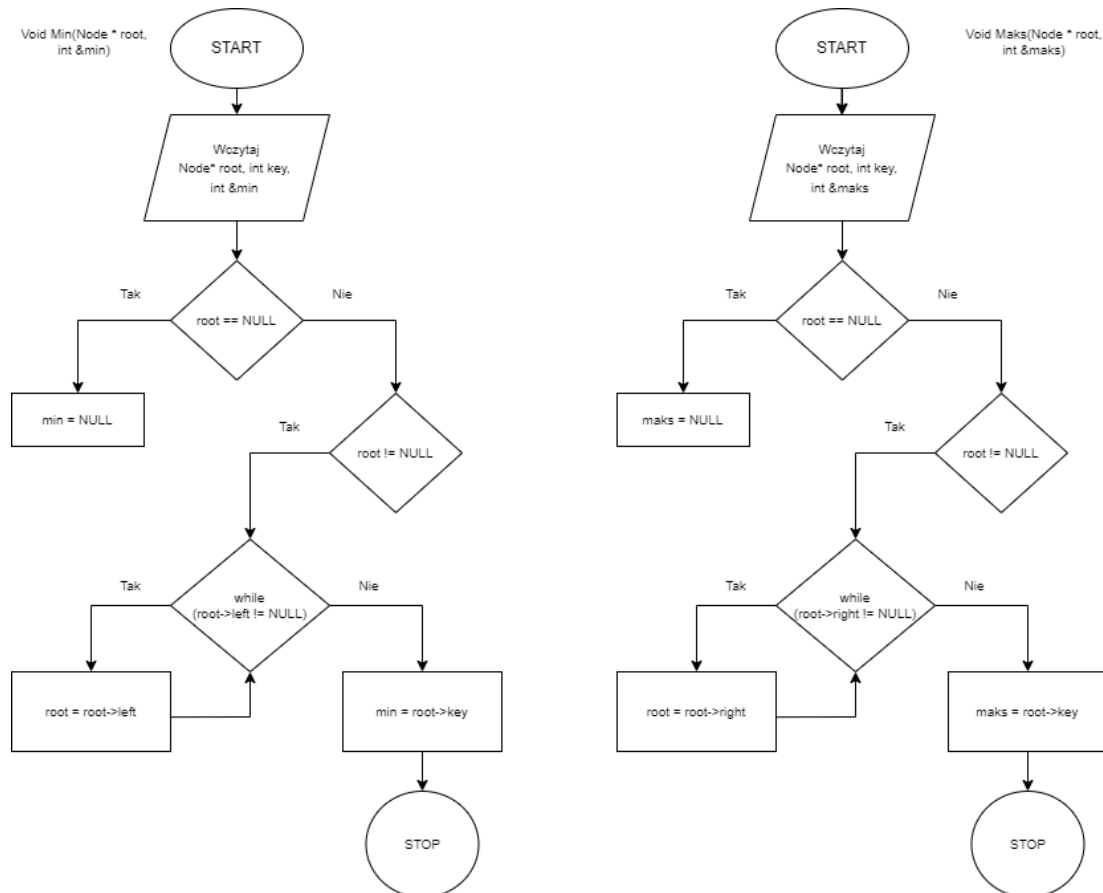 Void Min(Node * root,
int &min)
START
Wczytaj
Node* root, int key,
int &min
Tak
Nie
root == NULL
min = NULL
Tak
root != NULL
Tak
Nie
while
(root->left != NULL)
root = root->left
min = root->key
STOP
Void Maks(Node * root,
int &maks)
START
Wczytaj
Node* root, int key,
int &maks
Tak
Nie
root == NULL
maks = NULL
Tak
root != NULL
Tak
Nie
while
(root->right != NULL)
root = root->right
maks = root->key
STOP